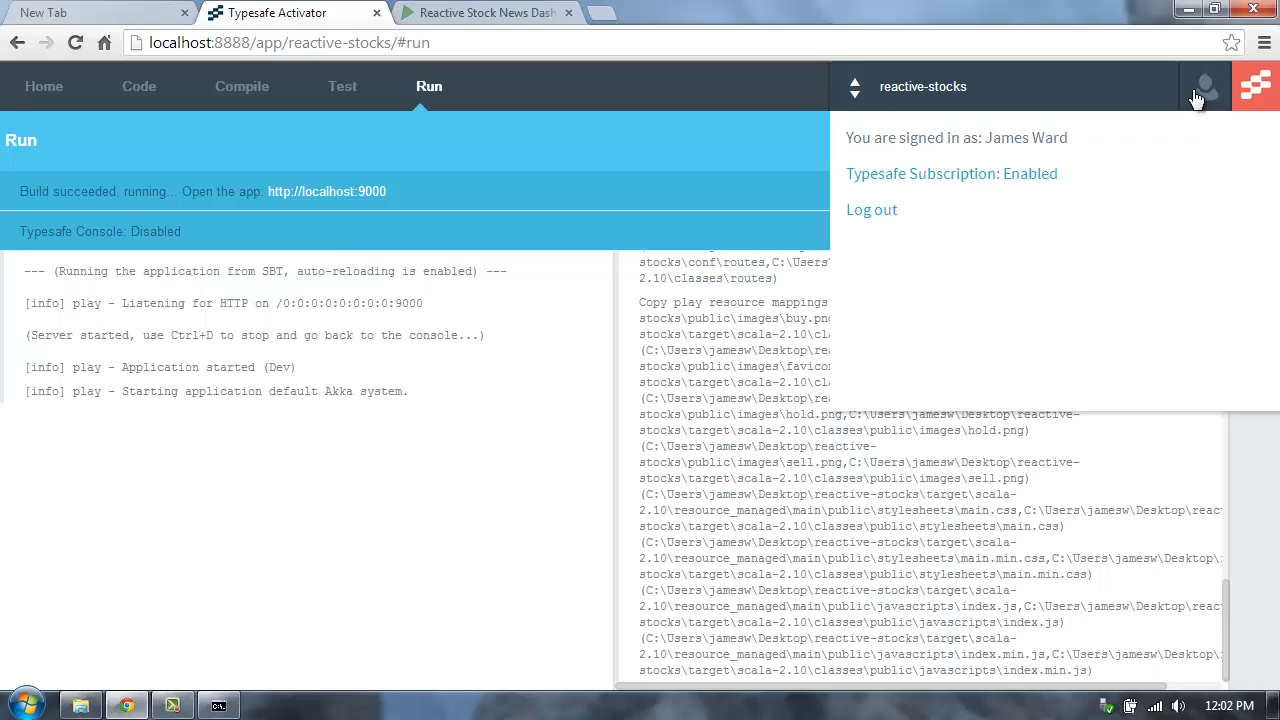 New Tab
Typesafe Activator
Reactive Stock News Das
localhost:8888/app/reactive-stocks/#run
Home
Code
Compile
Test
Run
reactive-stocks
Run
Build succeeded, running... Open the app: http://localhost:9000
Typesafe Console: Disabled
You are signed in as: James Ward
Typesafe Subscription: Enabled
Log out
--- (Running the application from SBT, auto-reloading is enabled) ---
[info] play - Listening for HTTP on /0:0:0:0:0:0:0:0:9000
(Server started, use Ctrl+D to stop and go back to the console...)
[info] play - Application started (Dev)
[info] play - Starting application default Akka system.
stocks\conf\routes,C:\Users\
2.10\classes\routes)
Copy play resource mappings
stocks\public\images\buy.pn
stocks\target\scala-2.10\cla
(C:\Users\jamesw\Desktop\rea
stocks\public\images\favicon
stocks\target\scala-2.10\cla
(C:\Users\jamesw\Desktop\rea
stocks\public\images\hold.png,C:\Users\jamesw\Desktop\reactive-
stocks\target\scala-2.10\classes\public\images\hold.png)
(C:\Users\jamesw\Desktop\reactive-
stocks\public\images\sell.png,C:\Users\jamesw\Desktop\reactive-
stocks\target\scala-2.10\classes\public\images\sell.png)
(C:\Users\jamesw\Desktop\reactive-stocks\target\scala-
2.10\resource_managed\main\public\stylesheets\main.css,C:\Users\jamesw\Desktop\react
stocks\target\scala-2.10\classes\public\stylesheets\main.css)
(C:\Users\jamesw\Desktop\reactive-stocks\target\scala-
2.10\resource_managed\main\public\stylesheets\main.min.css,C:\Users\jamesw\Desktop\
stocks\target\scala-2.10\classes\public\stylesheets\main.min.css)
(C:\Users\jamesw\Desktop\reactive-stocks\target\scala-
2.10\resource_managed\main\public\javascripts\index.js,C:\Users\jamesw\Desktop\react
stocks\target\scala-2.10\classes\public\javascripts\index.js)
(C:\Users\jamesw\Desktop\reactive-stocks\target\scala-
2.10\resource_managed\main\public\javascripts\index.min.js,C:\Users\jamesw\Desktop\
stocks\target\scala-2.10\classes\public\javascripts\index.min.js)
12:02 PM